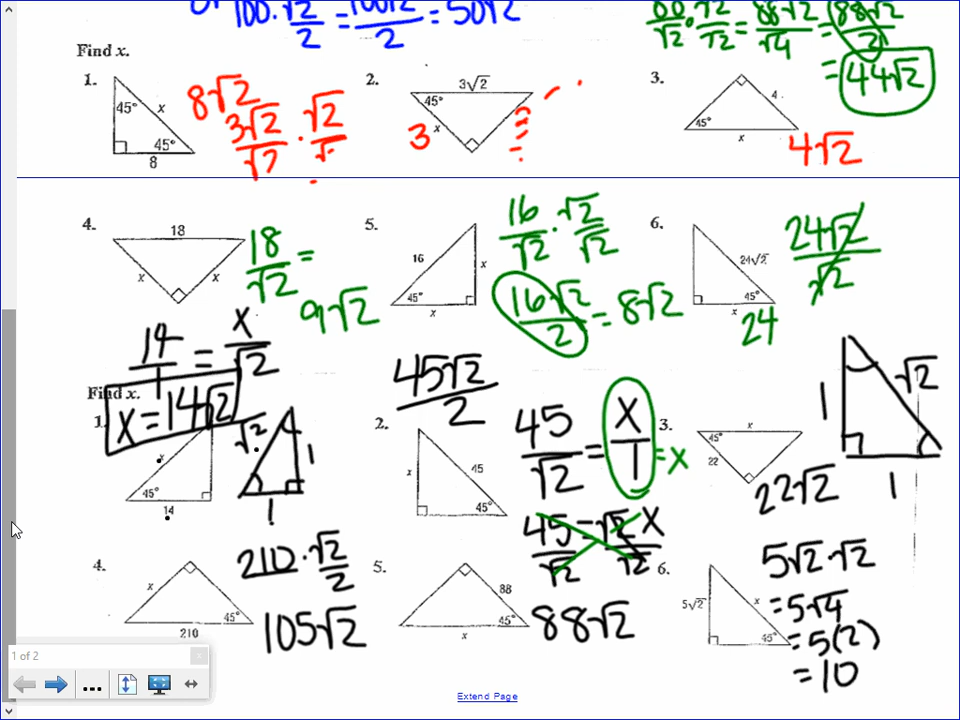 100 · √2/2 = 100√2/2 = 50√2
88/√2 · √2/√2 = 88√2/√4 = 88√2/2
= 44√2
Find x.
1. 45° x 45° 8
8√2
3√2/√2 · √2/√
2. 3√2 45° x
3
3. 4 45° x
4√2
4. 18 x x
18/√2 =
9√2
5. 16 x 45° x
16/√2 · √2/√2
16√2/2 = 8√2
6. 24√2 45° x
24√2/√2
24
14/1 = x/√2
x = 14√2
Find x.
1. x 45° 14
√2 1 1
2. x 45 45°
45√2/2
45/√2 = x/1 = x
45/√2 = √2 x/√2
3. x 45° 22
22√2
1 √2 1
4. x 45° 210
210 · √2/2
105√2
5. 88 45° x
88√2
6. 5√2 x 45°
5√2 · √2
= 5√4
= 5(2)
= 10
1 of 2
x
...
Extend Page